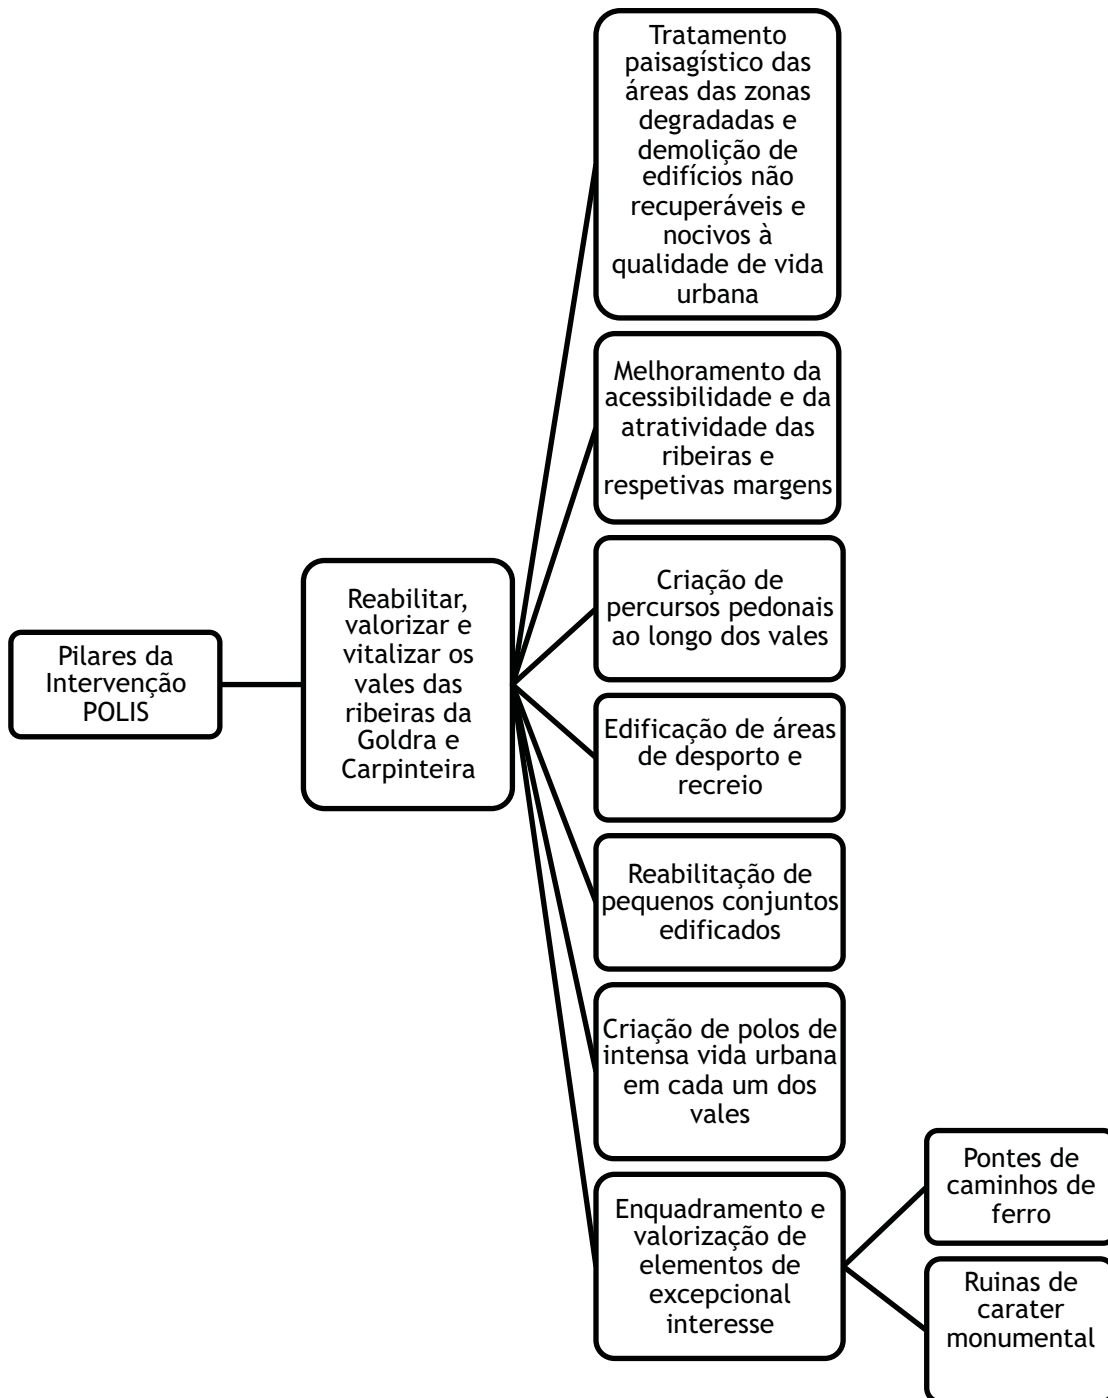 Pilares da
Intervenção
POLIS
Reabilitar,
valorizar e
vitalizar os
vales das
ribeiras da
Goldra e
Carpinteira
Tratamento
paisagístico das
áreas das zonas
degradadas e
demolição de
edifícios não
recuperáveis e
nocivos à
qualidade de vida
urbana
Melhoramento da
acessibilidade e da
atratividade das
ribeiras e
respetivas margens
Criação de
percursos pedonais
ao longo dos vales
Edificação de áreas
de desporto e
recreio
Reabilitação de
pequenos conjuntos
edificados
Criação de polos de
intensa vida urbana
em cada um dos
vales
Enquadramento e
valorização de
elementos de
excepcional
interesse
Pontes de
caminhos de
ferro
Ruinas de
carater
monumental